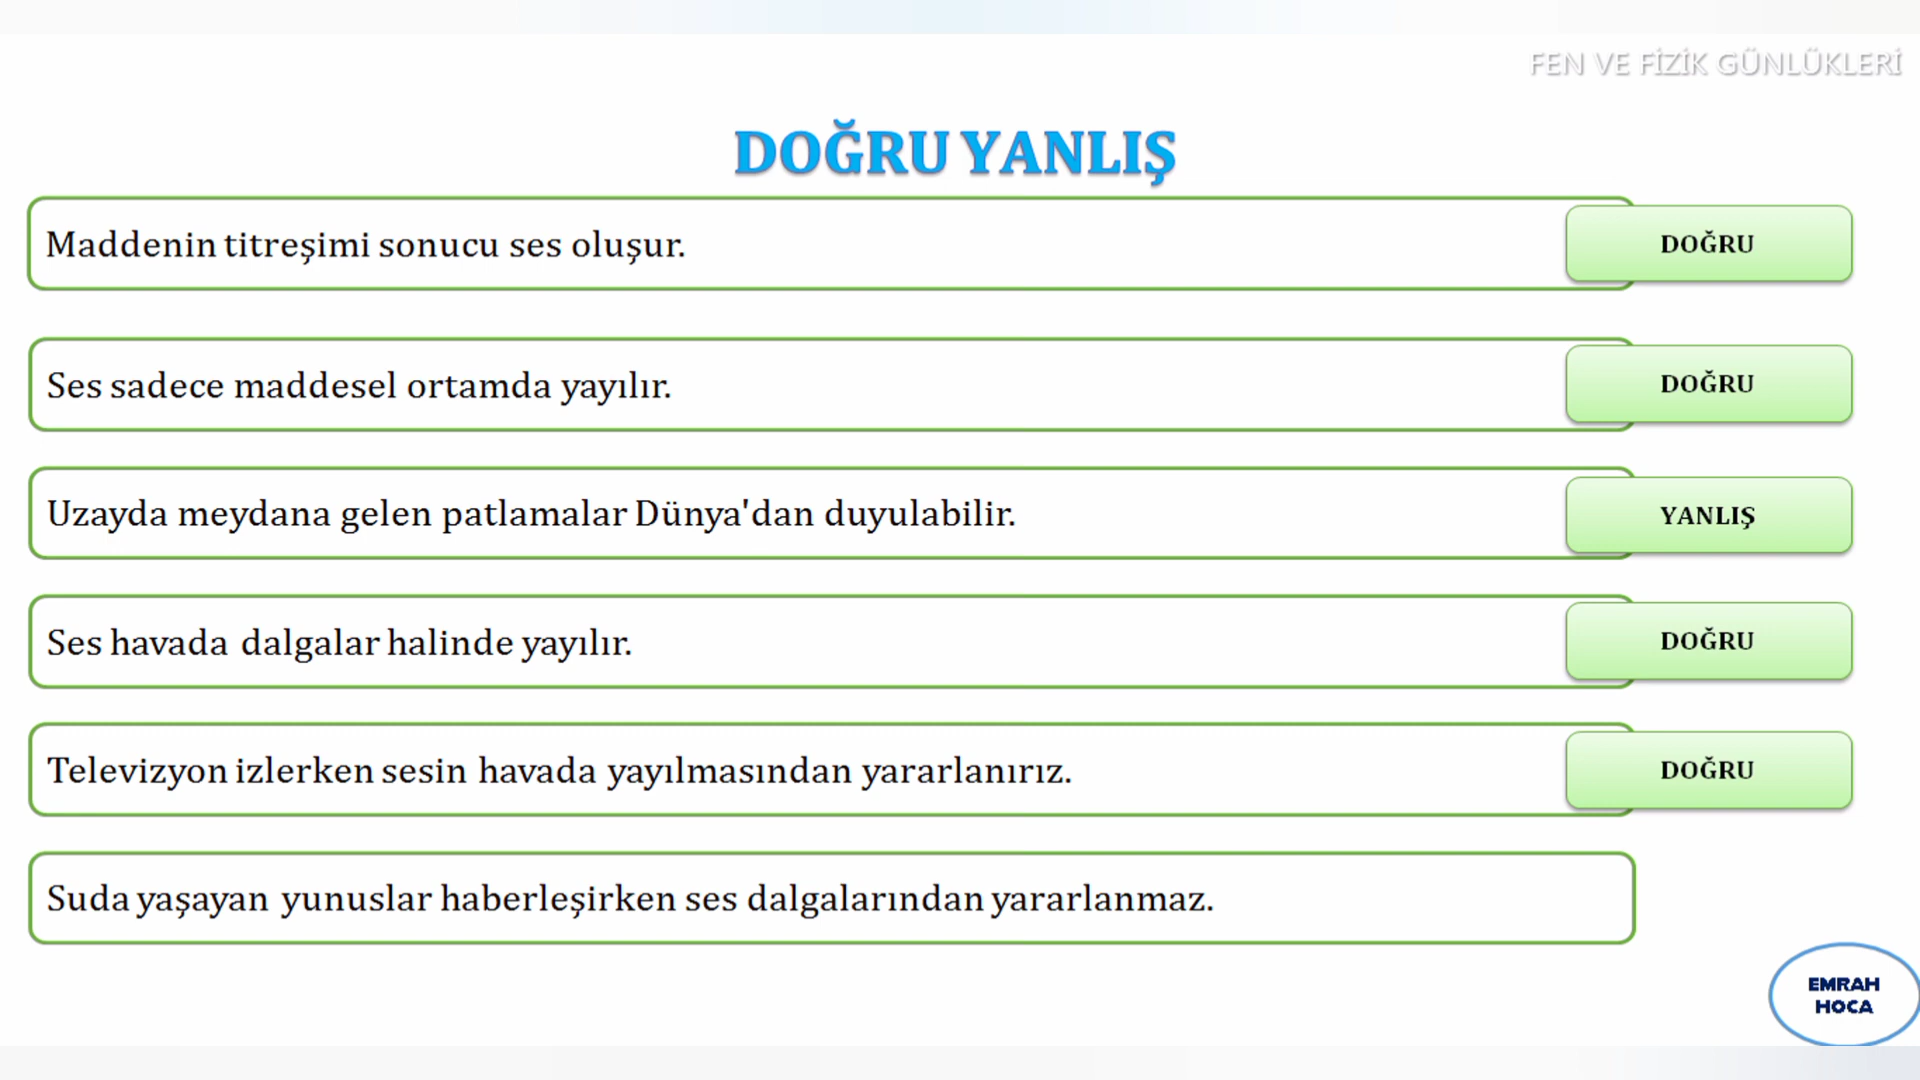 FEN VE FİZİK GÜNLÜKLERİ
DOĞRU YANLIŞ
Maddenin titreşimi sonucu ses oluşur.
DOĞRU
Ses sadece maddesel ortamda yayılır.
DOĞRU
Uzayda meydana gelen patlamalar Dünya'dan duyulabilir.
YANLIŞ
Ses havada dalgalar halinde yayılır.
DOĞRU
Televizyon izlerken sesin havada yayılmasından yararlanırız.
DOĞRU
Suda yaşayan yunuslar haberleşirken ses dalgalarından yararlanmaz.
EMRAH
HOCA